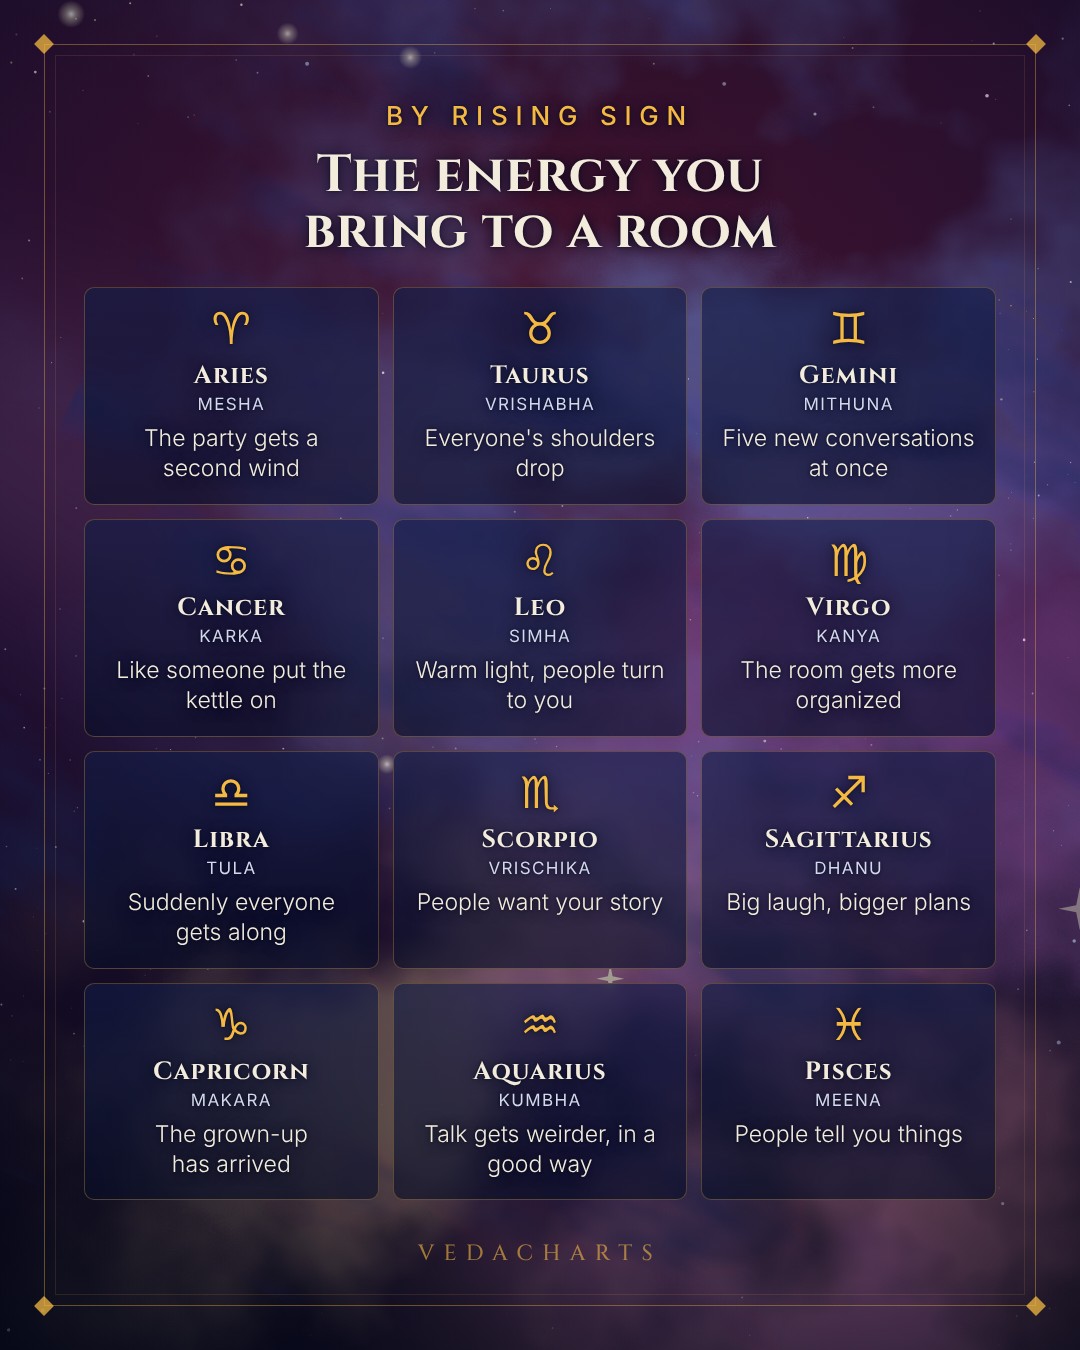 BY RISING SIGN
THE ENERGY YOU
BRING TO A ROOM
♈
ARIES
MESHA
The party gets a
second wind
♉
TAURUS
VRISHABHA
Everyone's shoulders
drop
♊
GEMINI
MITHUNA
Five new conversations
at once
♋
CANCER
KARKA
Like someone put the
kettle on
♌
LEO
SIMHA
Warm light, people turn
to you
♍
VIRGO
KANYA
The room gets more
organized
♎
LIBRA
TULA
Suddenly everyone
gets along
♏
SCORPIO
VRISCHIKA
People want your story
♐
SAGITTARIUS
DHANU
Big laugh, bigger plans
♑
CAPRICORN
MAKARA
The grown-up
has arrived
♒
AQUARIUS
KUMBHA
Talk gets weirder, in a
good way
♓
PISCES
MEENA
People tell you things
VEDACHARTS